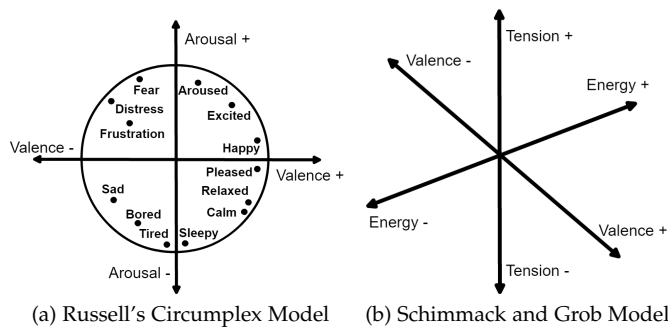 Arousal +
Fear
Aroused
Distress
Excited
Frustration
Happy
Valence -
Valence +
Pleased
Sad
Relaxed
Bored
Calm
Tired
Sleepy
Arousal -
(a) Russell's Circumplex Model
Tension +
Valence -
Energy +
Energy -
Valence +
Tension -
(b) Schimmack and Grob Model